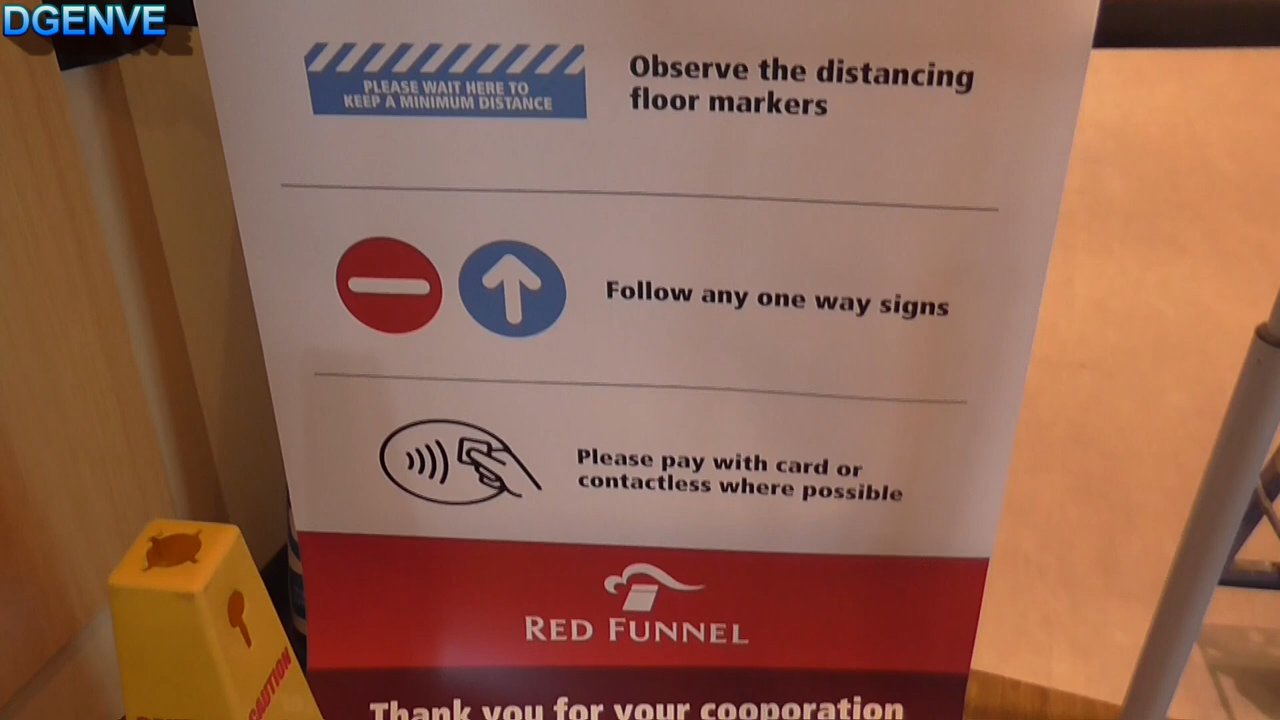 DGENVE
PLEASE WAIT HERE TO
KEEP A MINIMUM DISTANCE
Observe the distancing
floor markers
Follow any one way signs
Please pay with card or
contactless where possible
RED FUNNEL
Thank you for your cooporation
CAUTION